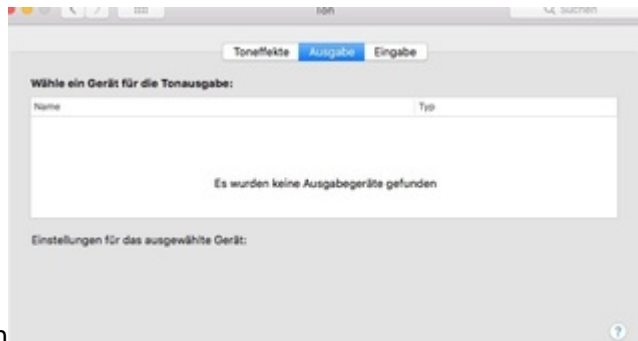 Suchen
Toneffekte Ausgabe Eingabe
Wähle ein Gerät für die Tonausgabe:
Name Typ
Es wurden keine Ausgabegeräte gefunden
Einstellungen für das ausgewählte Gerät:
?